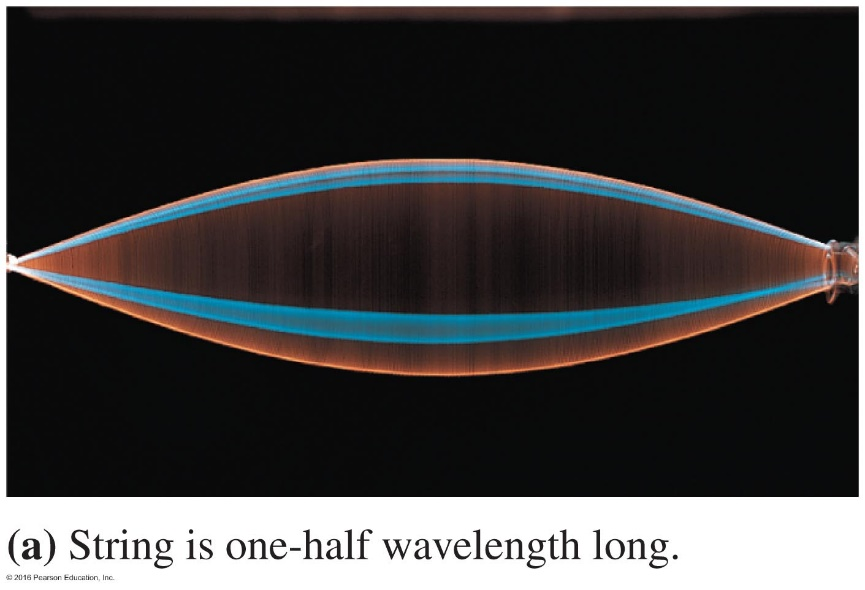 (a) String is one-half wavelength long.
© 2016 Pearson Education, Inc.